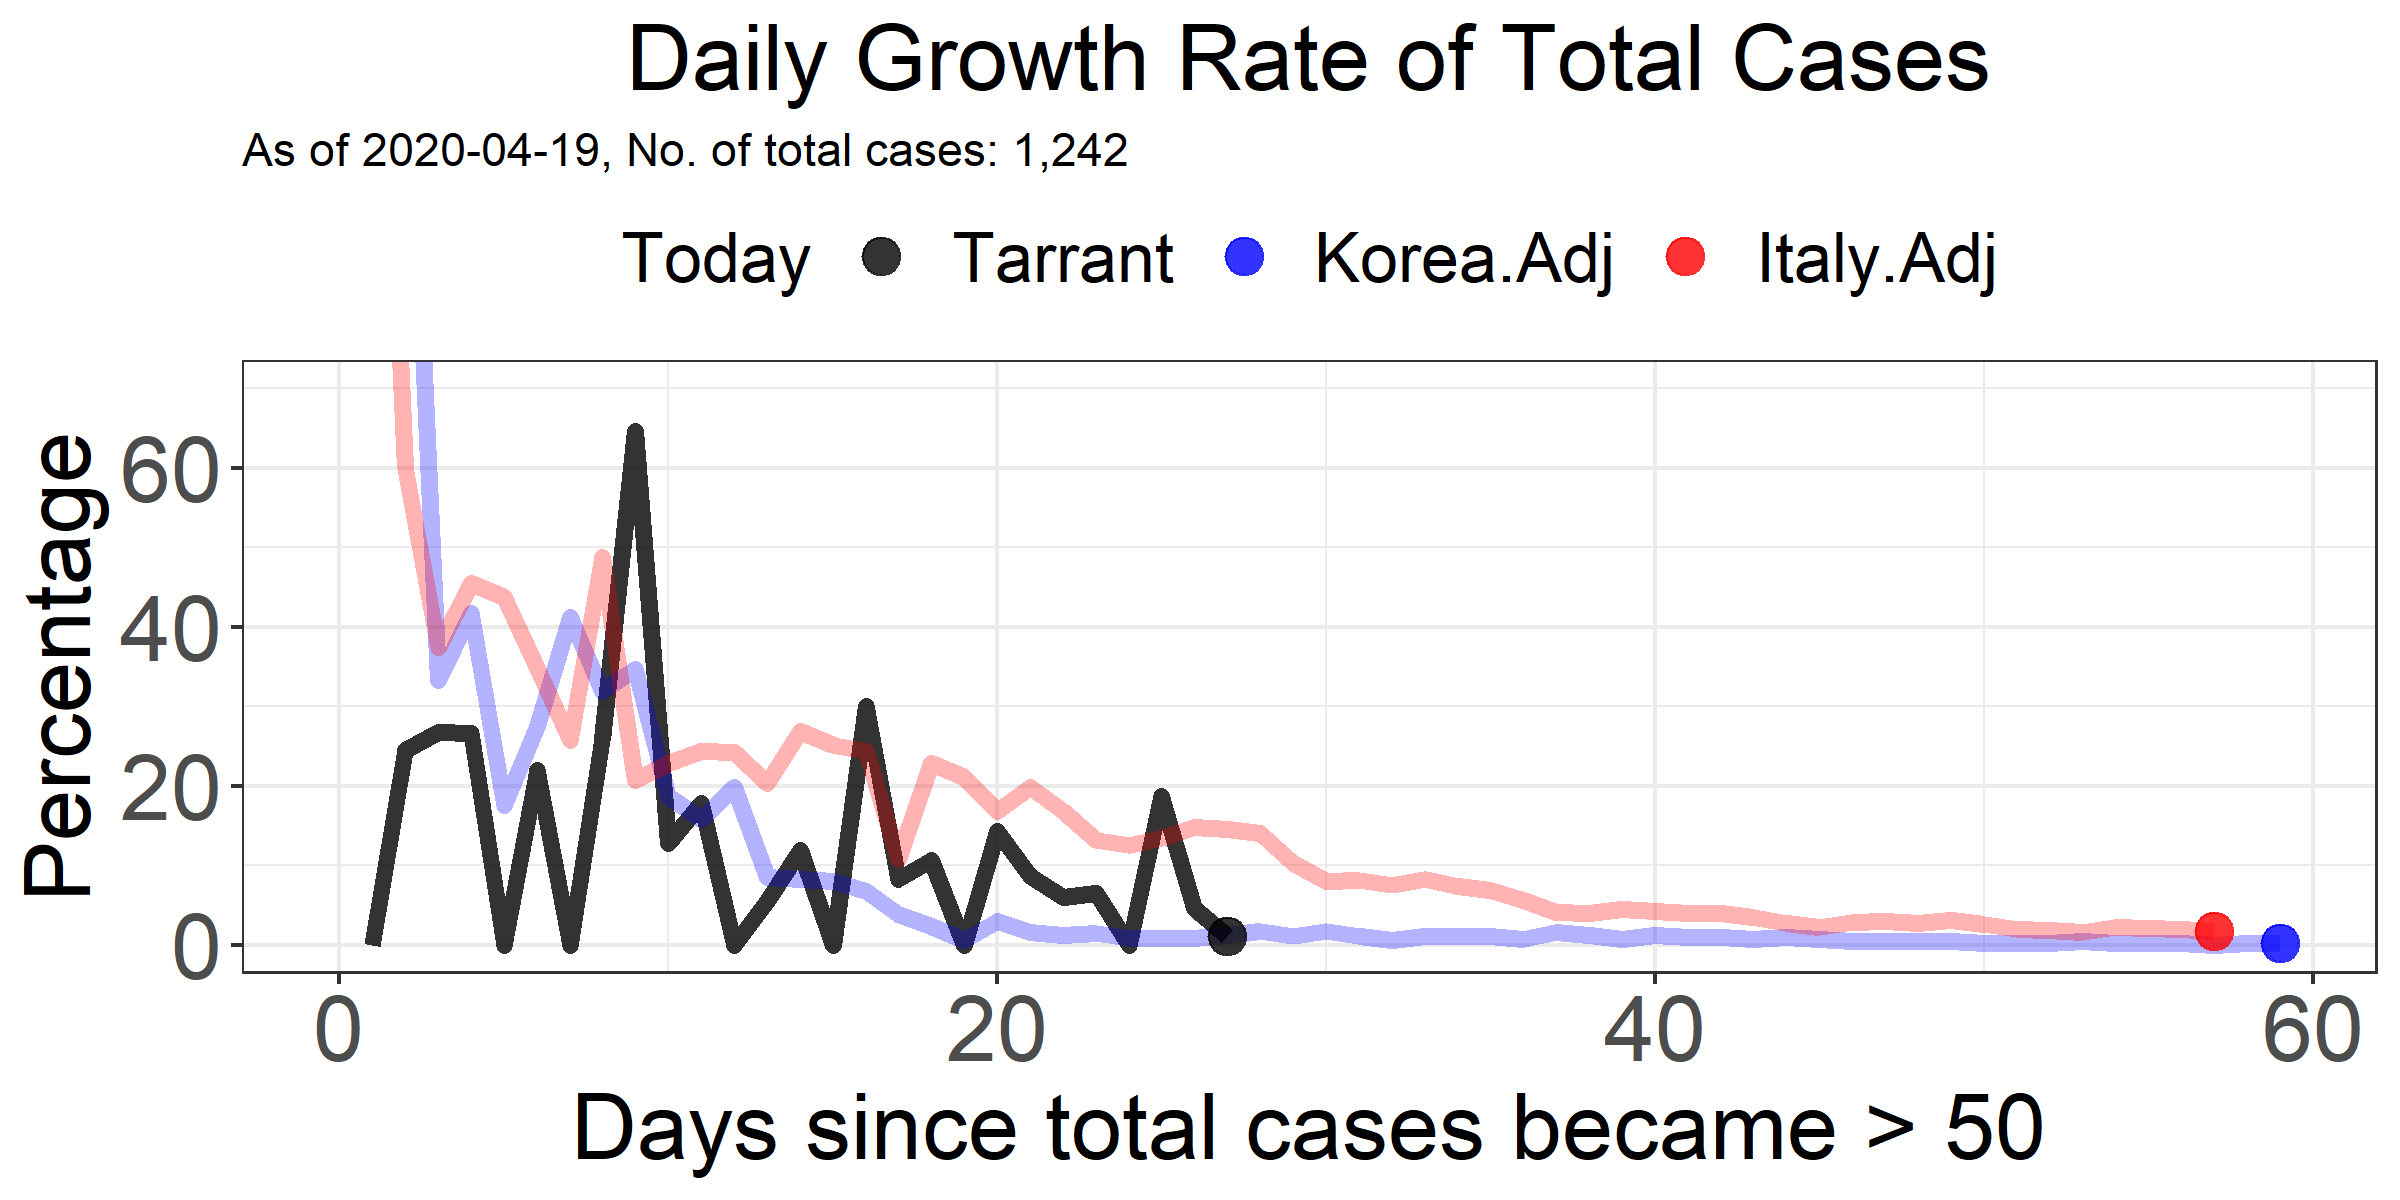 Daily Growth Rate of Total Cases
As of 2020-04-19, No. of total cases: 1,242
Today Tarrant Korea.Adj Italy.Adj
Percentage
60
40
20
0
0 20 40 60
Days since total cases became > 50